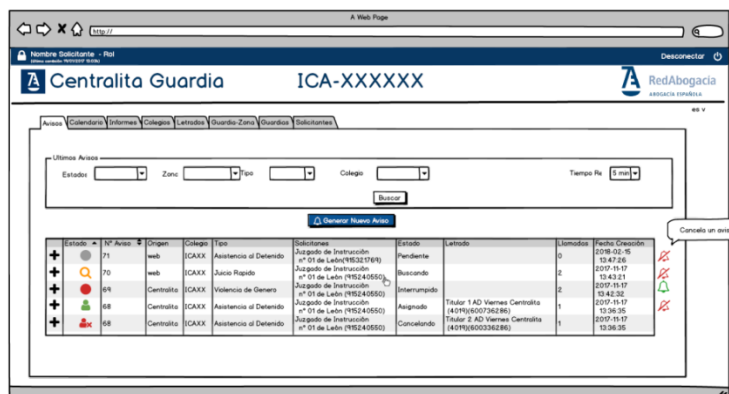 A Web Page
http://
Nombre Solicitante - Rol
Desconectar
Centralita Guardia
ICA-XXXXXX
RedAbogacía
ABOGACÍA ESPAÑOLA
es v
Avisos Calendario Informes Colegios Letrados Guardia-Zona Guardias Solicitantes
Ultimos Avisos
Estados Zona Tipo Colegio Tiempo Re 5 min
Buscar
Generar Nuevo Aviso
Cancela un avis
Estado Nº Aviso Origen Colegio Tipo Solicitanes Estado Letrado Llamados Fecha Creación
71 web ICAXX Asistencia al Detenido Juzgado de Instrucción nº 01 de León(915321769) Pendiente 0 2018-02-15 13:47:26
70 web ICAXX Juicio Rapido Juzgado de Instrucción nº 01 de León (915240550) Buscando 2 2017-11-17 13:43:21
69 Centralita ICAXX Violencia de Genero Juzgado de Instrucción nº 01 de León (915240550) Interrumpido 2 2017-11-17 13:42:32
68 Centralita ICAXX Asistencia al Detenido Juzgado de Instrucción nº 01 de León (915240550) Asignado Titular 1 AD Viernes Centralita (4019)(600736286) 1 2017-11-17 13:36:35
68 Centralita ICAXX Asistencia al Detenido Juzgado de Instrucción nº 01 de León (915240550) Cancelando Titular 2 AD Viernes Centralita (4019)(600336286) 1 2017-11-17 13:36:35